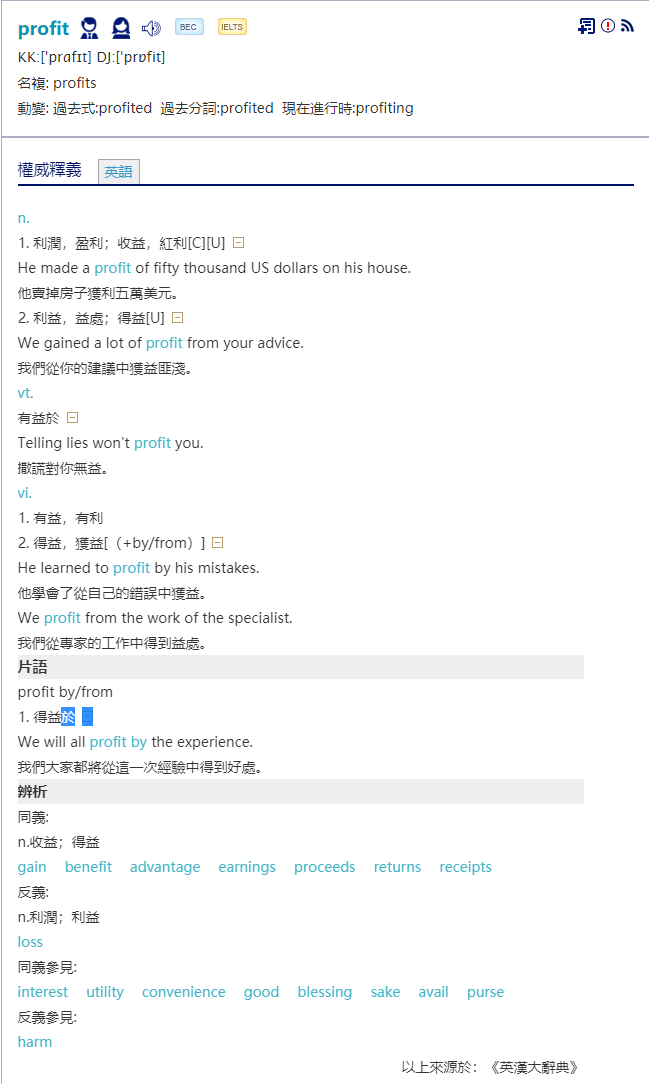 profit BEC IELTS
KK:[ˈprɑfɪt] DJ:[ˈprɒfit]
名複: profits
動變: 過去式:profited 過去分詞:profited 現在進行時:profiting
權威釋義 英語
n.
1. 利潤，盈利；收益，紅利[C][U]
He made a profit of fifty thousand US dollars on his house.
他賣掉房子獲利五萬美元。
2. 利益，益處；得益[U]
We gained a lot of profit from your advice.
我們從你的建議中獲益匪淺。
vt.
有益於
Telling lies won't profit you.
撒謊對你無益。
vi.
1. 有益，有利
2. 得益，獲益[（+by/from）]
He learned to profit by his mistakes.
他學會了從自己的錯誤中獲益。
We profit from the work of the specialist.
我們從專家的工作中得到益處。
片語
profit by/from
1. 得益於
We will all profit by the experience.
我們大家都將從這一次經驗中得到好處。
辨析
同義:
n.收益；得益
gain benefit advantage earnings proceeds returns receipts
反義:
n.利潤；利益
loss
同義參見:
interest utility convenience good blessing sake avail purse
反義參見:
harm
以上來源於：《英漢大辭典》